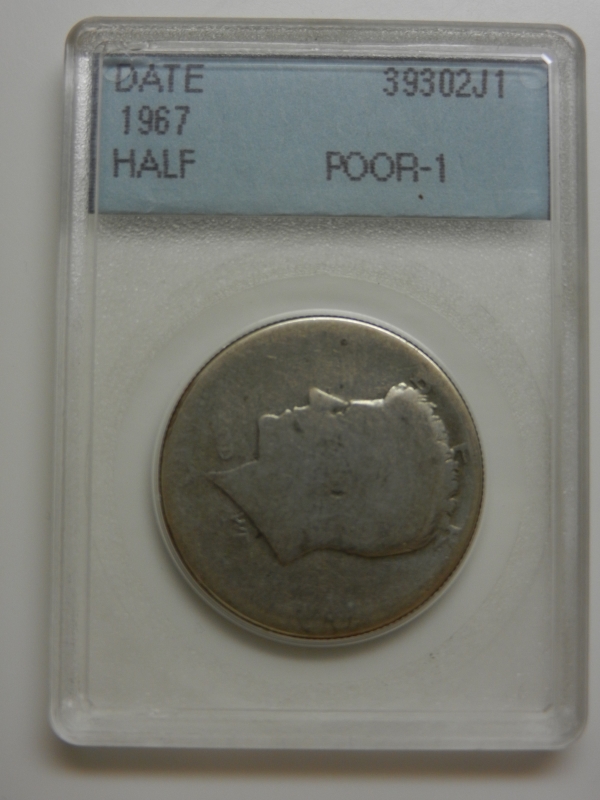 DATE 39302J1
1967
HALF POOR-1